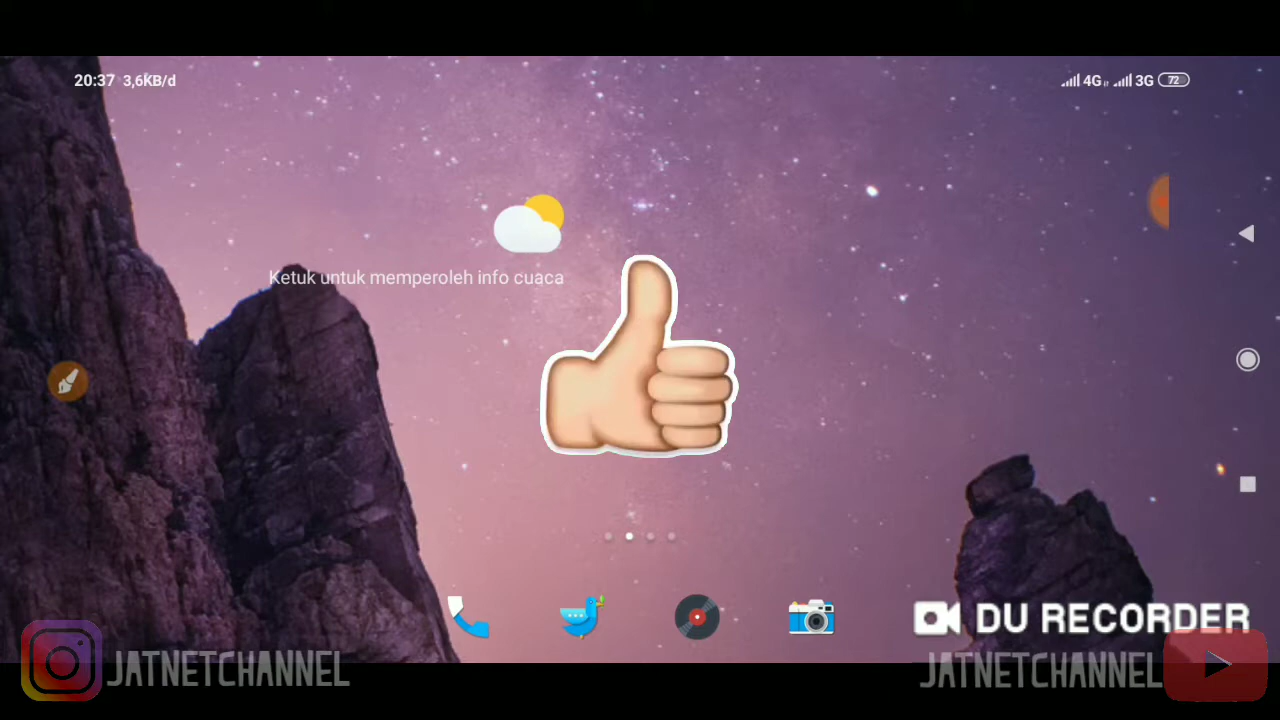 20:37 3,6KB/d
4G 3G 72
Ketuk untuk memperoleh info cuaca
DU RECORDER
JATNETCHANNEL
JATNETCHANNEL